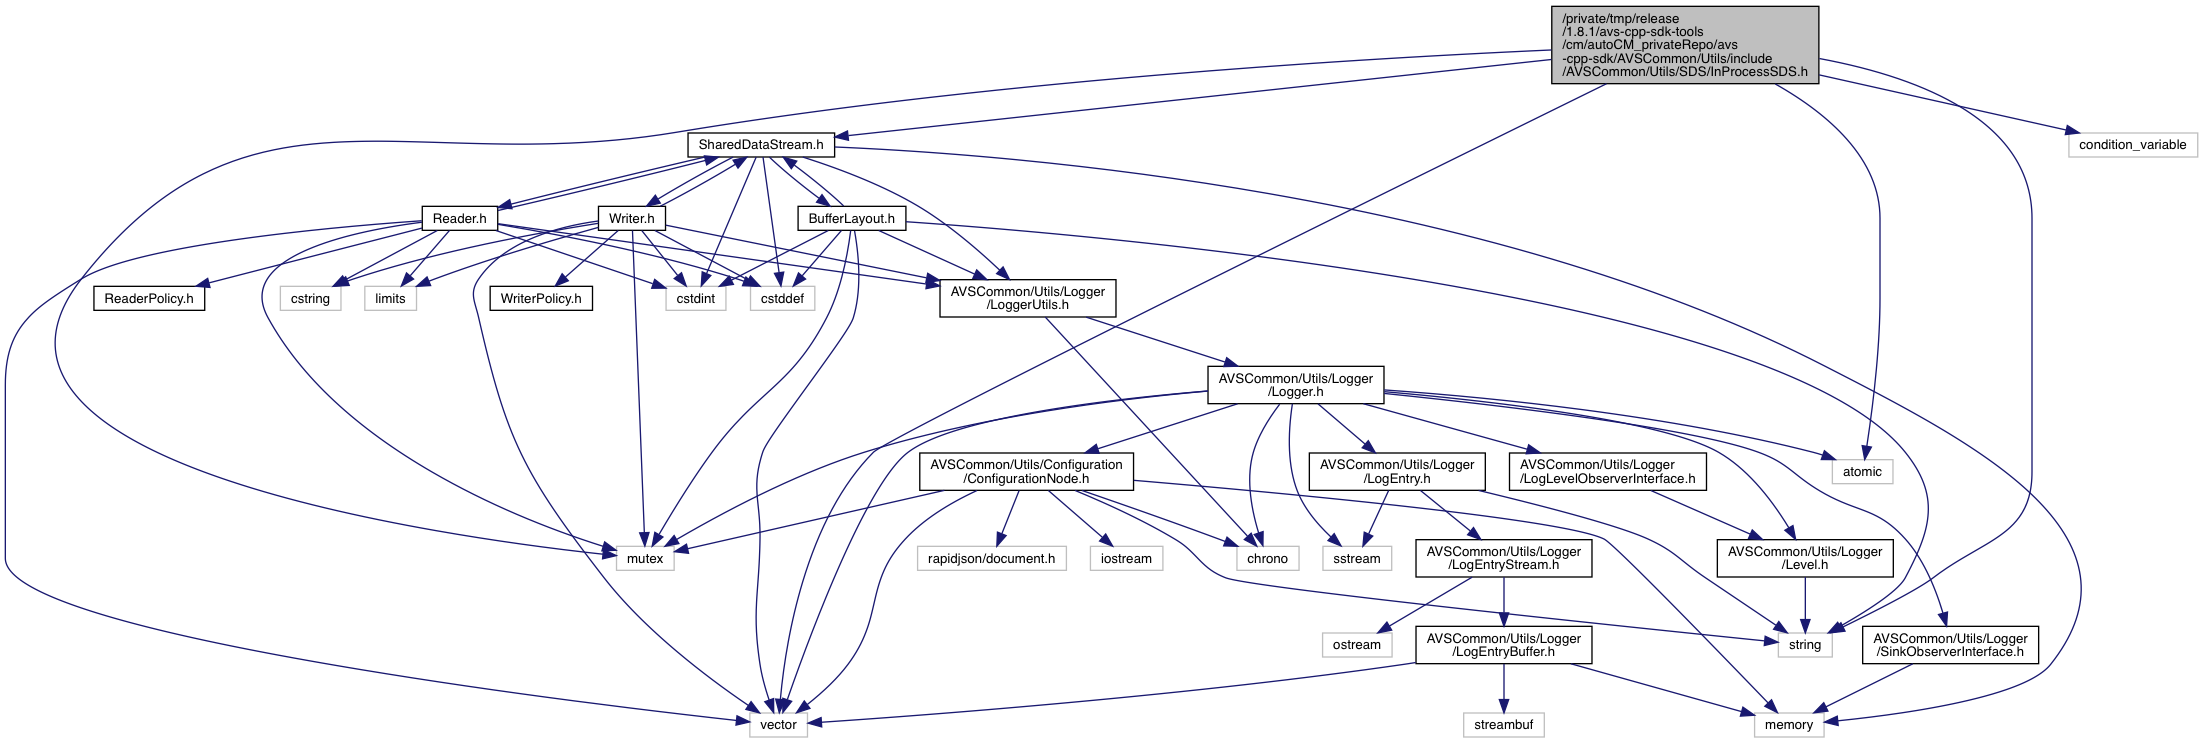 /private/tmp/release
/1.8.1/avs-cpp-sdk-tools
/cm/autoCM_privateRepo/avs
-cpp-sdk/AVSCommon/Utils/include
/AVSCommon/Utils/SDS/InProcessSDS.h
SharedDataStream.h
condition_variable
Reader.h
Writer.h
BufferLayout.h
ReaderPolicy.h
cstring
limits
WriterPolicy.h
cstdint
cstddef
AVSCommon/Utils/Logger
/LoggerUtils.h
AVSCommon/Utils/Logger
/Logger.h
AVSCommon/Utils/Configuration
/ConfigurationNode.h
AVSCommon/Utils/Logger
/LogEntry.h
AVSCommon/Utils/Logger
/LogLevelObserverInterface.h
atomic
mutex
rapidjson/document.h
iostream
chrono
sstream
AVSCommon/Utils/Logger
/LogEntryStream.h
AVSCommon/Utils/Logger
/Level.h
ostream
AVSCommon/Utils/Logger
/LogEntryBuffer.h
string
AVSCommon/Utils/Logger
/SinkObserverInterface.h
vector
streambuf
memory